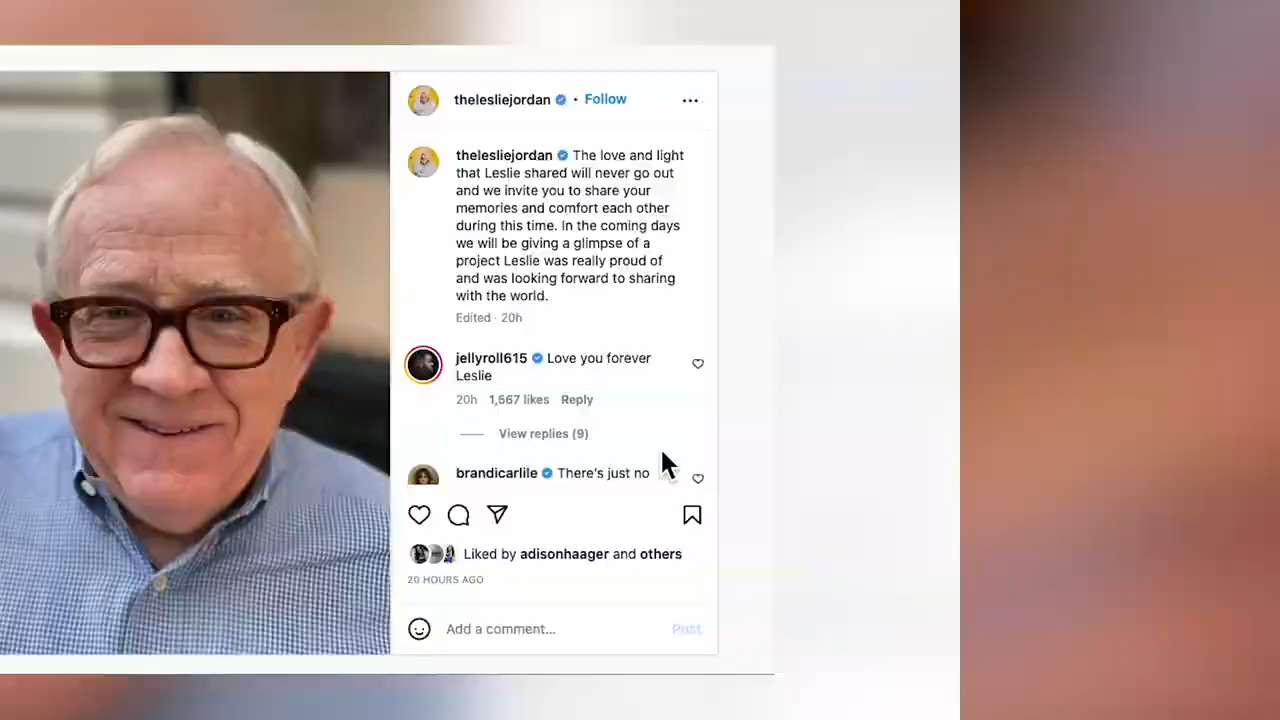 thelesliejordan • Follow
thelesliejordan The love and light
that Leslie shared will never go out
and we invite you to share your
memories and comfort each other
during this time. In the coming days
we will be giving a glimpse of a
project Leslie was really proud of
and was looking forward to sharing
with the world.
Edited · 20h
jellyroll615 Love you forever
Leslie
20h 1,567 likes Reply
View replies (9)
brandicarlile There's just no
Liked by adisonhaager and others
20 HOURS AGO
Add a comment... Post